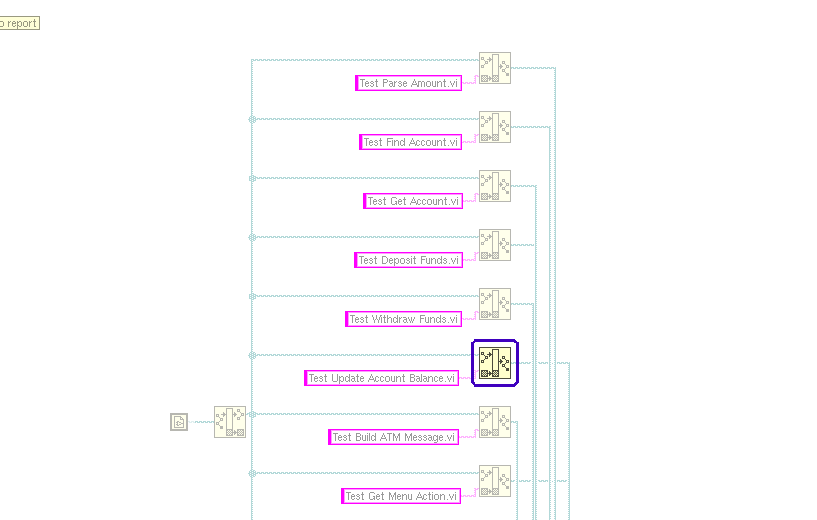 o report
Test Parse Amount.vi
Test Find Account.vi
Test Get Account.vi
Test Deposit Funds.vi
Test Withdraw Funds.vi
Test Update Account Balance.vi
Test Build ATM Message.vi
Test Get Menu Action.vi